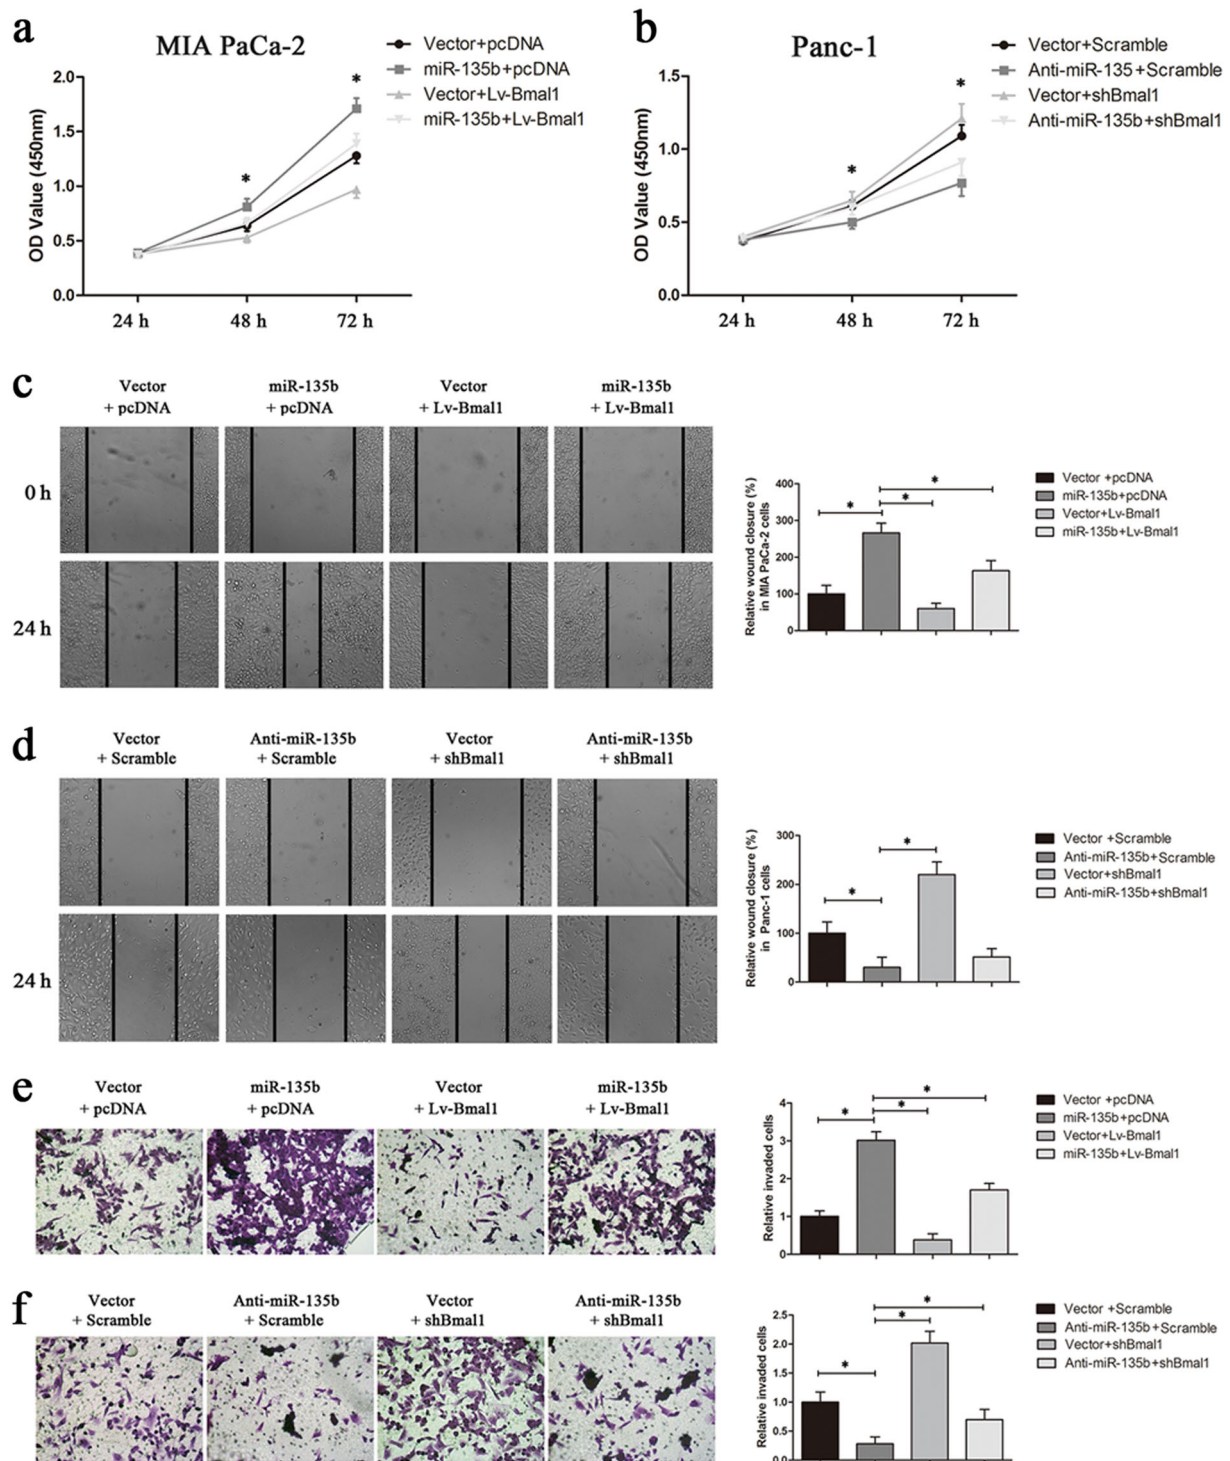 a
MIA PaCa-2
Vector+pcDNA
miR-135b+pcDNA
Vector+Lv-Bmal1
miR-135b+Lv-Bmal1
OD Value (450nm)
2.0
1.5
1.0
0.5
0.0
*
*
24 h
48 h
72 h
b
Panc-1
Vector+Scramble
Anti-miR-135+Scramble
Vector+shBmal1
Anti-miR-135b+shBmal1
OD Value (450nm)
1.5
1.0
0.5
0.0
*
*
24 h
48 h
72 h
c
Vector
+ pcDNA
miR-135b
+ pcDNA
Vector
+ Lv-Bmal1
miR-135b
+ Lv-Bmal1
0 h
24 h
Relative wound closure (%)
in MIA PaCa-2 cells
400
300
200
100
0
*
*
*
Vector +pcDNA
miR-135b+pcDNA
Vector+Lv-Bmal1
miR-135b+Lv-Bmal1
d
Vector
+ Scramble
Anti-miR-135b
+ Scramble
Vector
+ shBmal1
Anti-miR-135b
+ shBmal1
24 h
Relative wound closure (%)
in Panc-1 cells
300
200
100
0
*
*
Vector +Scramble
Anti-miR-135b+Scramble
Vector+shBmal1
Anti-miR-135b+shBmal1
e
Vector
+ pcDNA
miR-135b
+ pcDNA
Vector
+ Lv-Bmal1
miR-135b
+ Lv-Bmal1
Relative invaded cells
4
3
2
1
0
*
*
*
Vector +pcDNA
miR-135b+pcDNA
Vector+Lv-Bmal1
miR-135b+Lv-Bmal1
f
Vector
+ Scramble
Anti-miR-135b
+ Scramble
Vector
+ shBmal1
Anti-miR-135b
+ shBmal1
Relative invaded cells
2.5
2.0
1.5
1.0
0.5
0.0
*
*
*
Vector +Scramble
Anti-miR-135b+Scramble
Vector+shBmal1
Anti-miR-135b+shBmal1